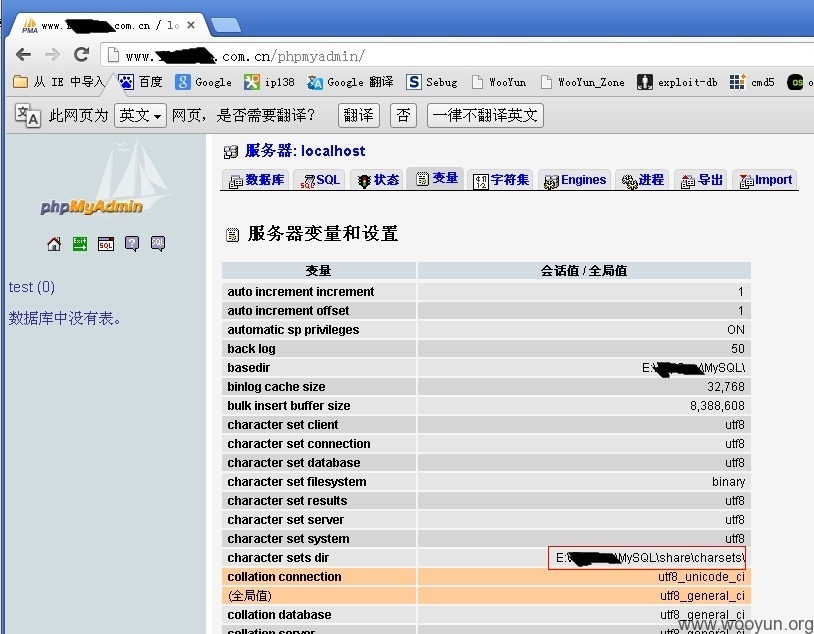 www. com.cn / lo
www. .com.cn/phpmyadmin/
从 IE 中导入 百度 Google ip138 Google 翻译 Sebug WooYun WooYun_Zone exploit-db cmd5
此网页为 英文 网页，是否需要翻译？ 翻译 否 一律不翻译英文
phpMyAdmin
test (0)
数据库中没有表。
服务器: localhost
数据库 SQL 状态 变量 字符集 Engines 进程 导出 Import
服务器变量和设置
变量 会话值 / 全局值
auto increment increment 1
auto increment offset 1
automatic sp privileges ON
back log 50
basedir E:\ \MySQL\
binlog cache size 32,768
bulk insert buffer size 8,388,608
character set client utf8
character set connection utf8
character set database utf8
character set filesystem binary
character set results utf8
character set server utf8
character set system utf8
character sets dir E:\ \MySQL\share\charsets\
collation connection utf8_unicode_ci
(全局值) utf8_general_ci
collation database utf8_general_ci
collation server
www.wooyun.org